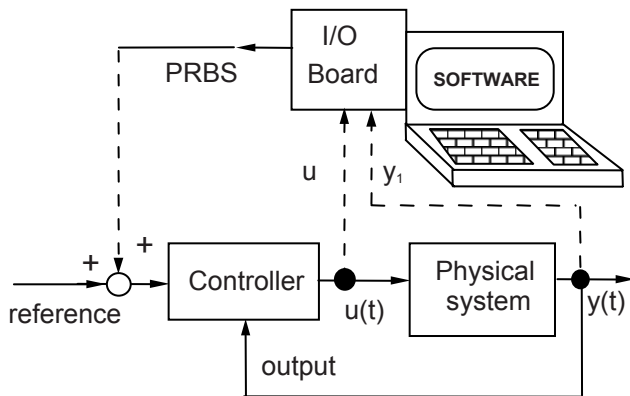 I/O
Board
SOFTWARE
PRBS
u
y₁
+
+
reference
Controller
u(t)
Physical
system
y(t)
output